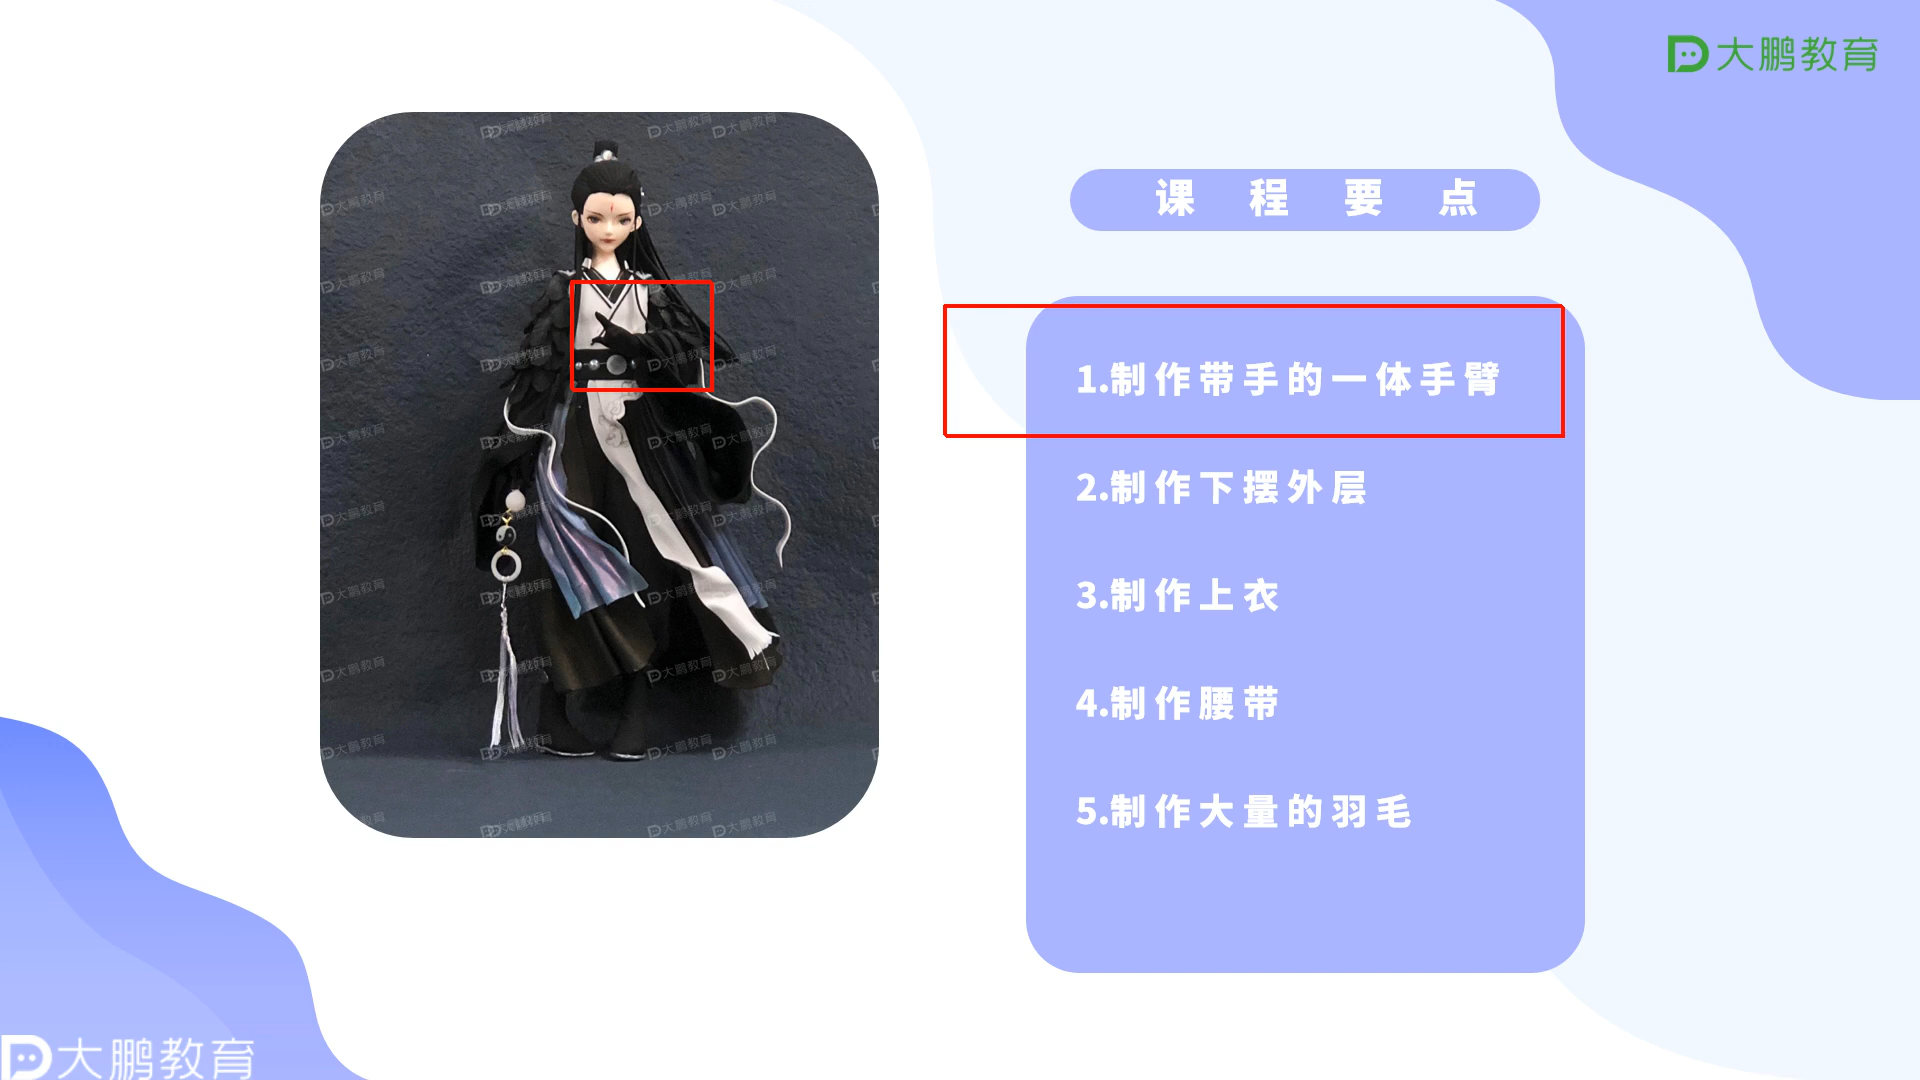 大鹏教育
课程要点
1.制作带手的一体手臂
2.制作下摆外层
3.制作上衣
4.制作腰带
5.制作大量的羽毛
大鹏教育